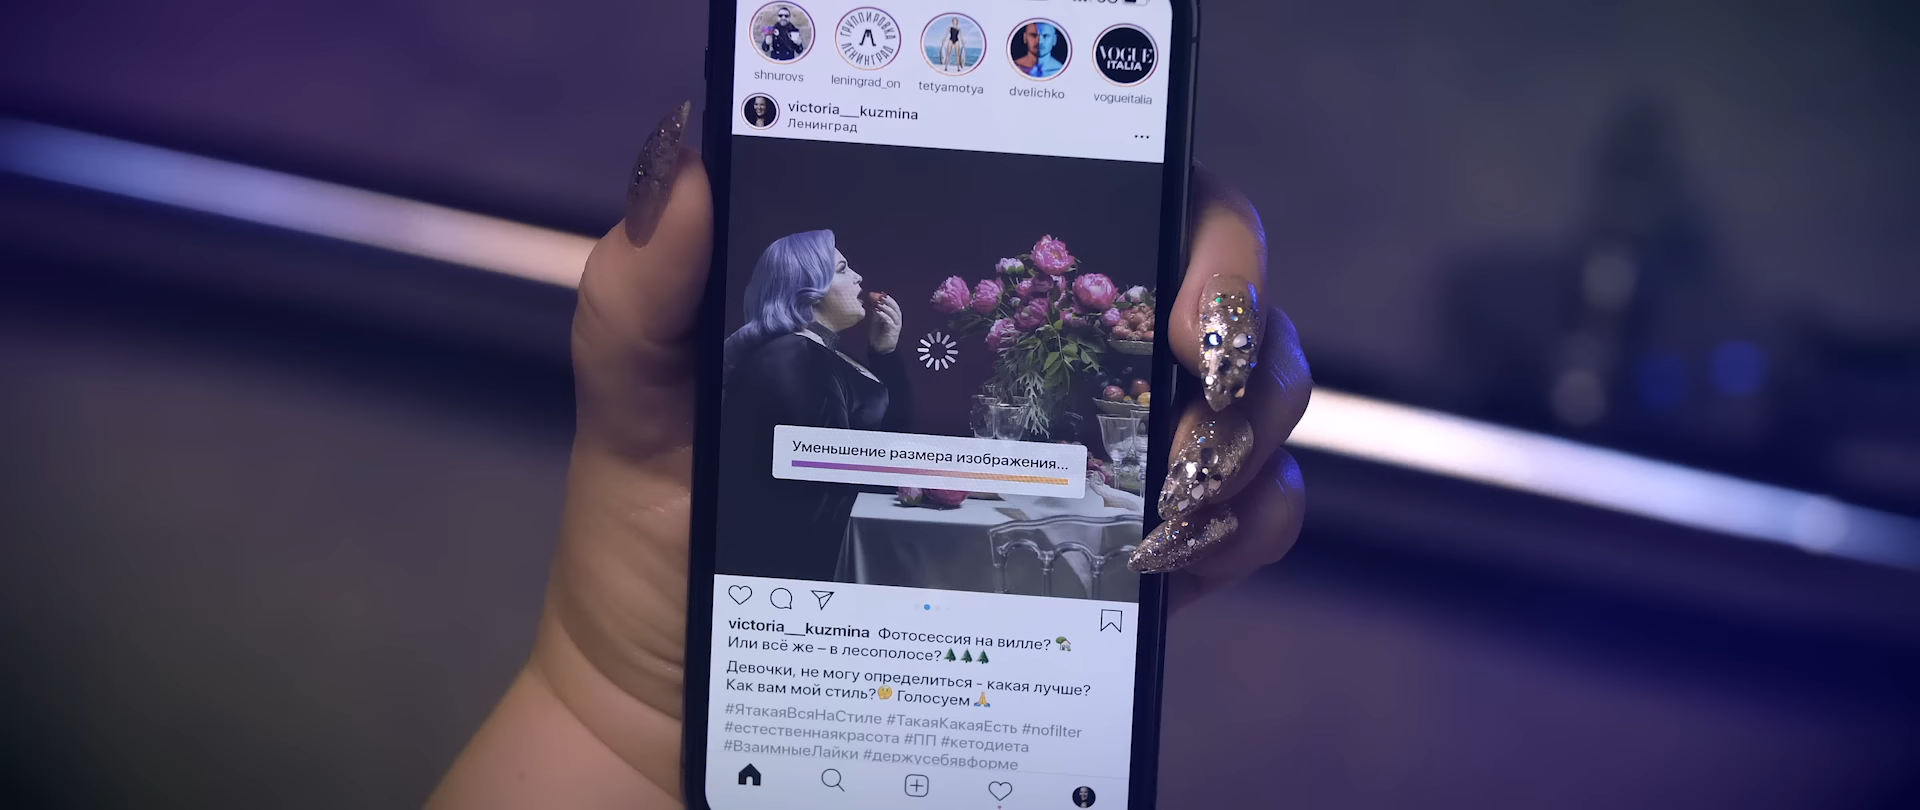 ГРУППИРОВКА
ЛЕНИНГРАД
VOGUE
ITALIA
shnurovs
leningrad_on
tetyamotya
dvelichko
vogueitalia
victoria__kuzmina
Ленинград
Уменьшение размера изображения...
victoria__kuzmina Фотосессия на вилле? 🏡
Или всё же – в лесополосе?🌲🌲🌲
Девочки, не могу определиться - какая лучше?
Как вам мой стиль?🤔 Голосуем 🙏
#ЯтакаяВсяНаСтиле #ТакаяКакаяЕсть #nofilter
#естественнаякрасота #ПП #кетодиета
#ВзаимныеЛайки #держусебявформе